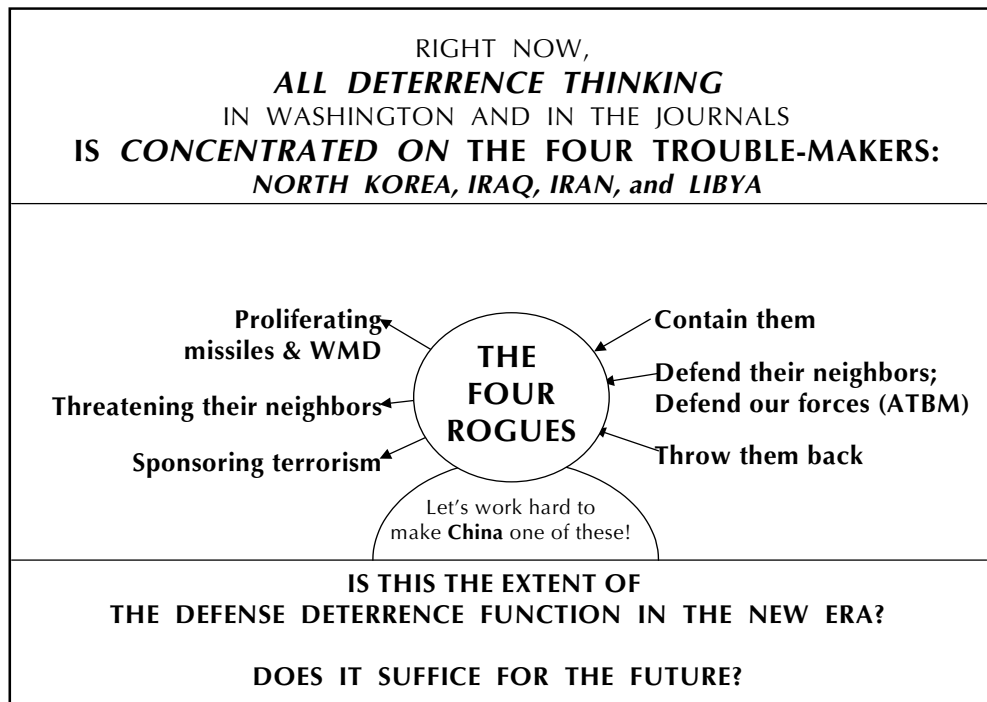 RIGHT NOW,
ALL DETERRENCE THINKING
IN WASHINGTON AND IN THE JOURNALS
IS CONCENTRATED ON THE FOUR TROUBLE-MAKERS:
NORTH KOREA, IRAQ, IRAN, and LIBYA
Proliferating
missiles & WMD
Threatening their neighbors
Sponsoring terrorism
THE
FOUR
ROGUES
Contain them
Defend their neighbors;
Defend our forces (ATBM)
Throw them back
Let's work hard to
make China one of these!
IS THIS THE EXTENT OF
THE DEFENSE DETERRENCE FUNCTION IN THE NEW ERA?
DOES IT SUFFICE FOR THE FUTURE?